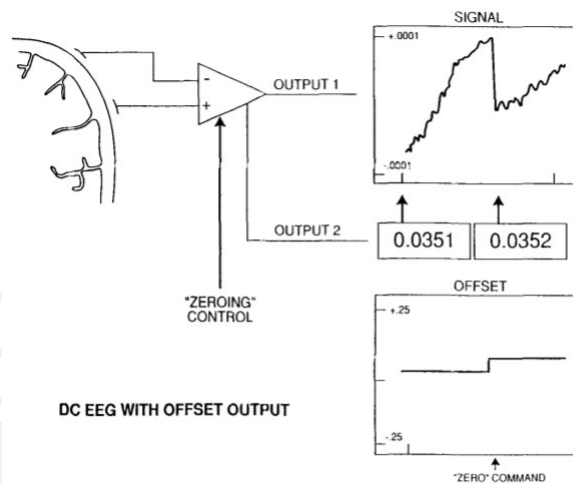 SIGNAL
+.0001
-
+
OUTPUT 1
-.0001
OUTPUT 2
0.0351
0.0352
"ZEROING"
CONTROL
OFFSET
+.25
DC EEG WITH OFFSET OUTPUT
-.25
"ZERO" COMMAND